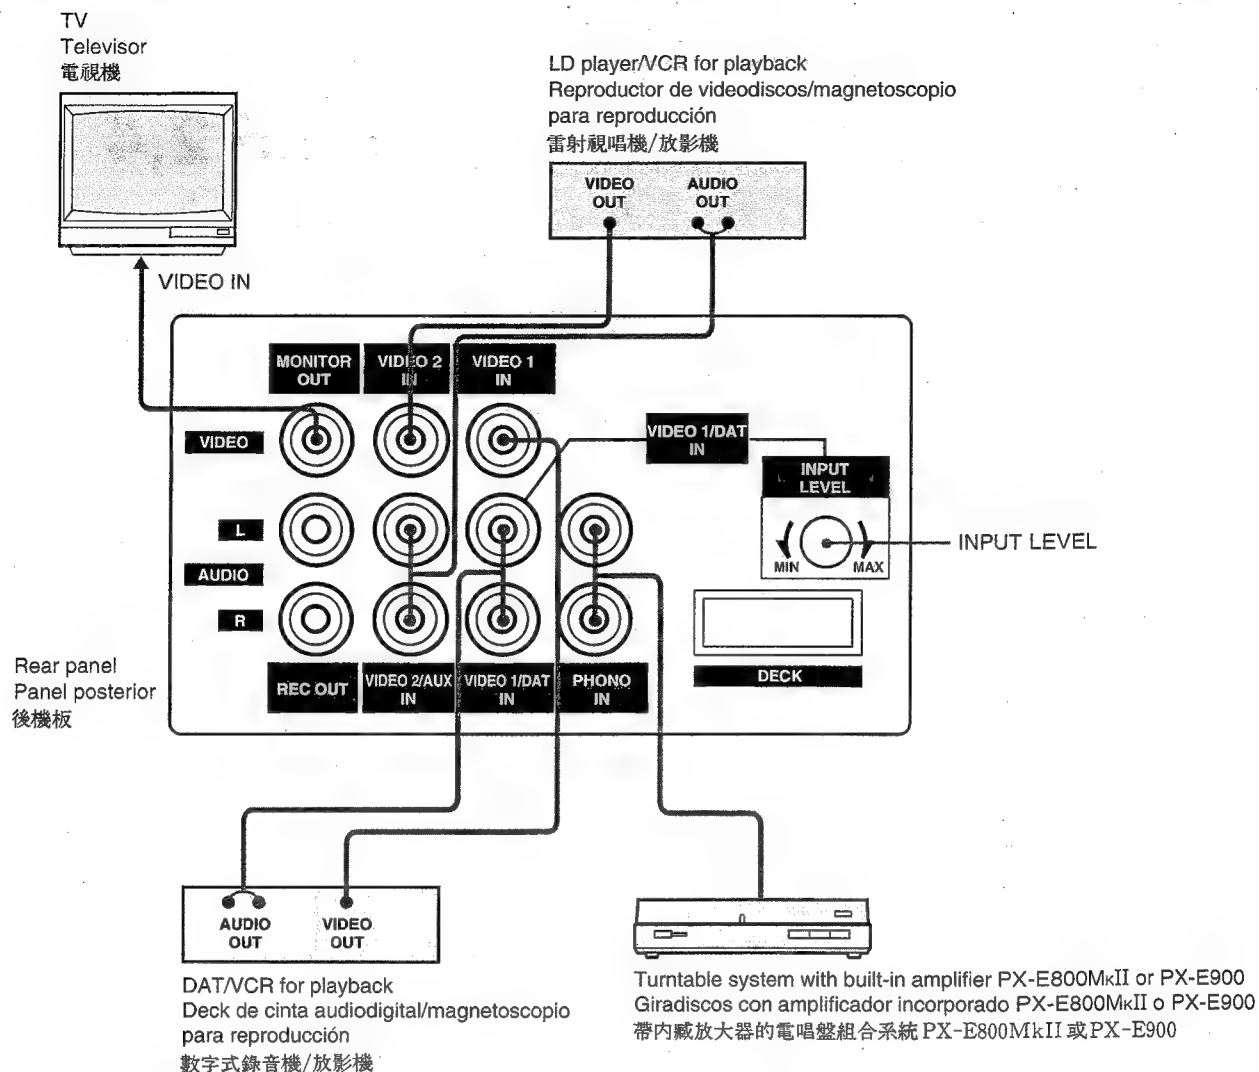 TV
Televisor
電視機
LD player/VCR for playback
Reproductor de videodiscos/magnetoscopio
para reproducción
雷射視唱機/放影機
VIDEO
OUT
AUDIO
OUT
VIDEO IN
MONITOR
OUT
VIDEO 2
IN
VIDEO 1
IN
VIDEO
VIDEO 1/DAT
IN
INPUT
LEVEL
L
MIN
MAX
INPUT LEVEL
AUDIO
R
DECK
Rear panel
Panel posterior
後機板
REC OUT
VIDEO 2/AUX
IN
VIDEO 1/DAT
IN
PHONO
IN
AUDIO
OUT
VIDEO
OUT
DAT/VCR for playback
Deck de cinta audiodigital/magnetoscopio
para reproducción
數字式錄音機/放影機
Turntable system with built-in amplifier PX-E800MKII or PX-E900
Giradiscos con amplificador incorporado PX-E800MKII o PX-E900
帶内藏放大器的電唱盤組合系統 PX-E800MkII 或 PX-E900